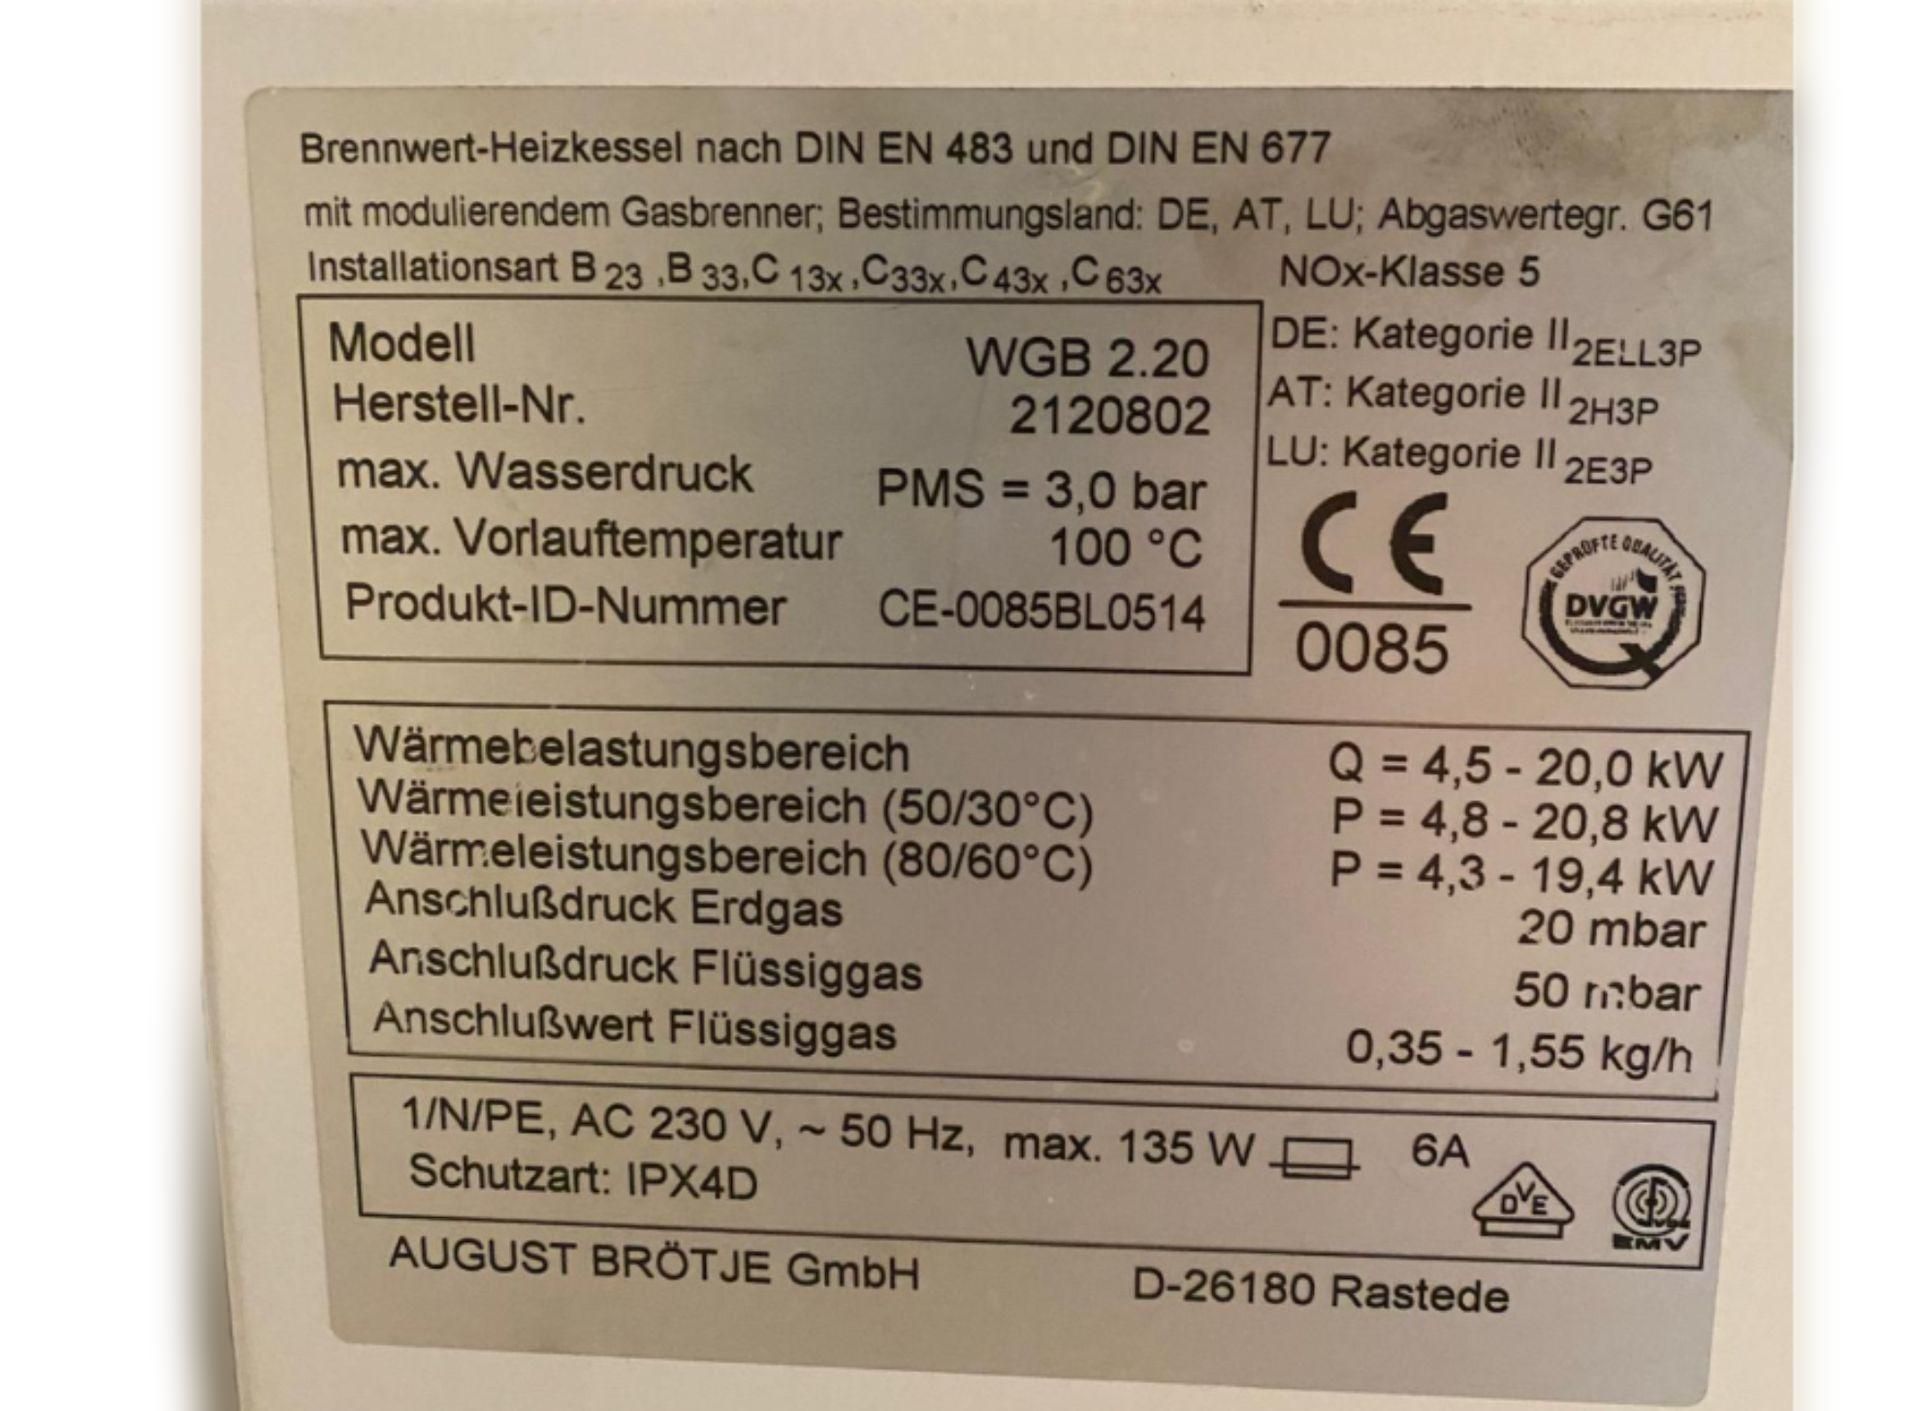 Brennwert-Heizkessel nach DIN EN 483 und DIN EN 677
mit modulierendem Gasbrenner; Bestimmungsland: DE, AT, LU; Abgaswertegr. G61
Installationsart B 23 ,B 33,C 13x ,C33x,C 43x ,C 63x NOx-Klasse 5
Modell WGB 2.20
Herstell-Nr. 2120802
max. Wasserdruck PMS = 3,0 bar
max. Vorlauftemperatur 100 °C
Produkt-ID-Nummer CE-0085BL0514
DE: Kategorie II 2ELL3P
AT: Kategorie II 2H3P
LU: Kategorie II 2E3P
CE
0085
GEPRÜFTE QUALITÄT
DVGW
Wärmebelastungsbereich Q = 4,5 - 20,0 kW
Wärmeleistungsbereich (50/30°C) P = 4,8 - 20,8 kW
Wärmeleistungsbereich (80/60°C) P = 4,3 - 19,4 kW
Anschlußdruck Erdgas 20 mbar
Anschlußdruck Flüssiggas 50 mbar
Anschlußwert Flüssiggas 0,35 - 1,55 kg/h
1/N/PE, AC 230 V, ~ 50 Hz, max. 135 W 6A
Schutzart: IPX4D
DVE
EMV
AUGUST BRÖTJE GmbH D-26180 Rastede